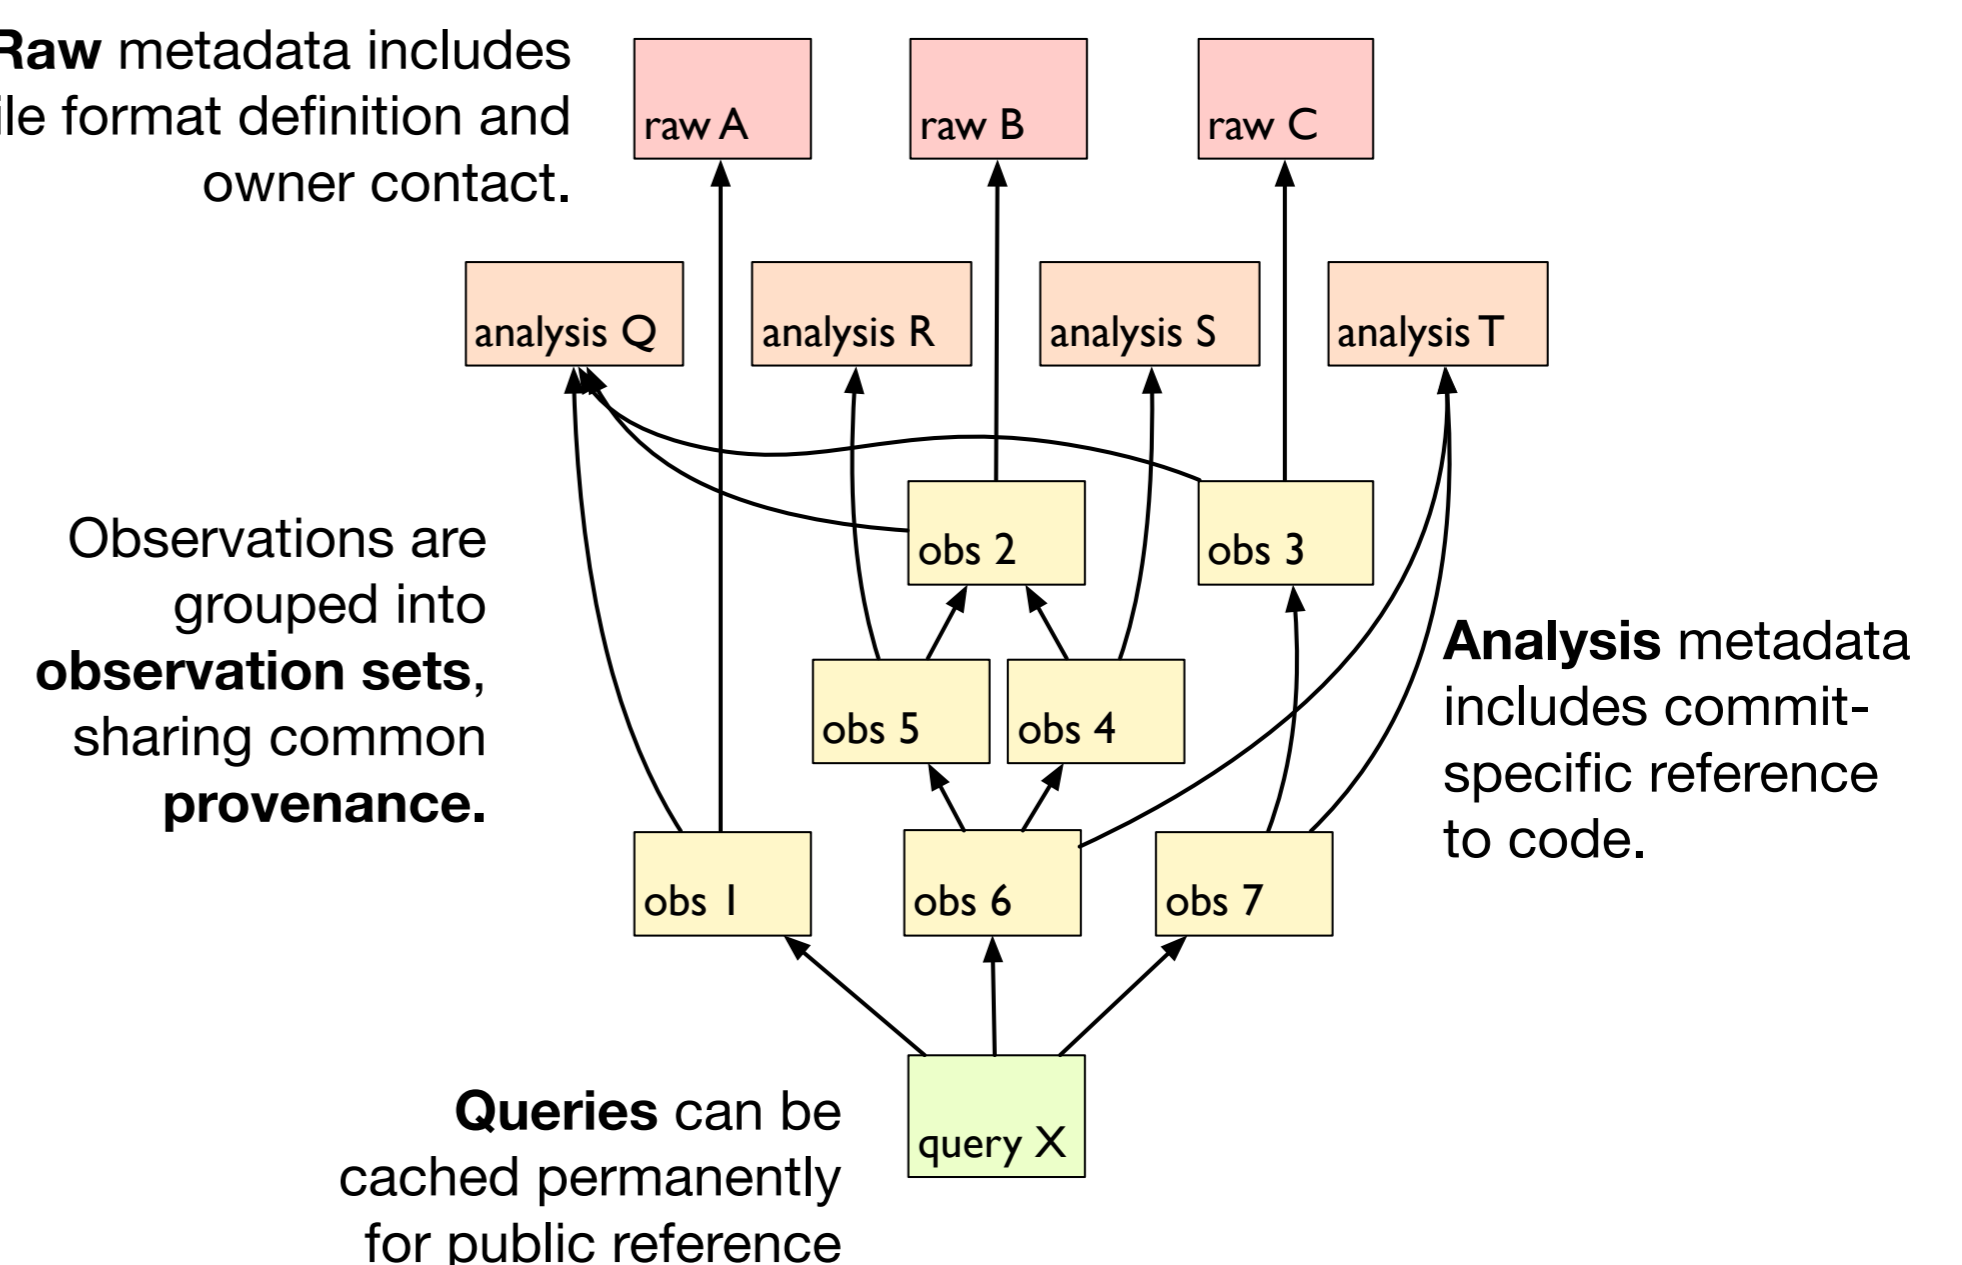 Raw metadata includes
ile format definition and
owner contact.
raw A
raw B
raw C
analysis Q
analysis R
analysis S
analysis T
Observations are
grouped into
observation sets,
sharing common
provenance.
obs 2
obs 3
obs 5
obs 4
Analysis metadata
includes commit-
specific reference
to code.
obs 1
obs 6
obs 7
Queries can be
cached permanently
for public reference
query X